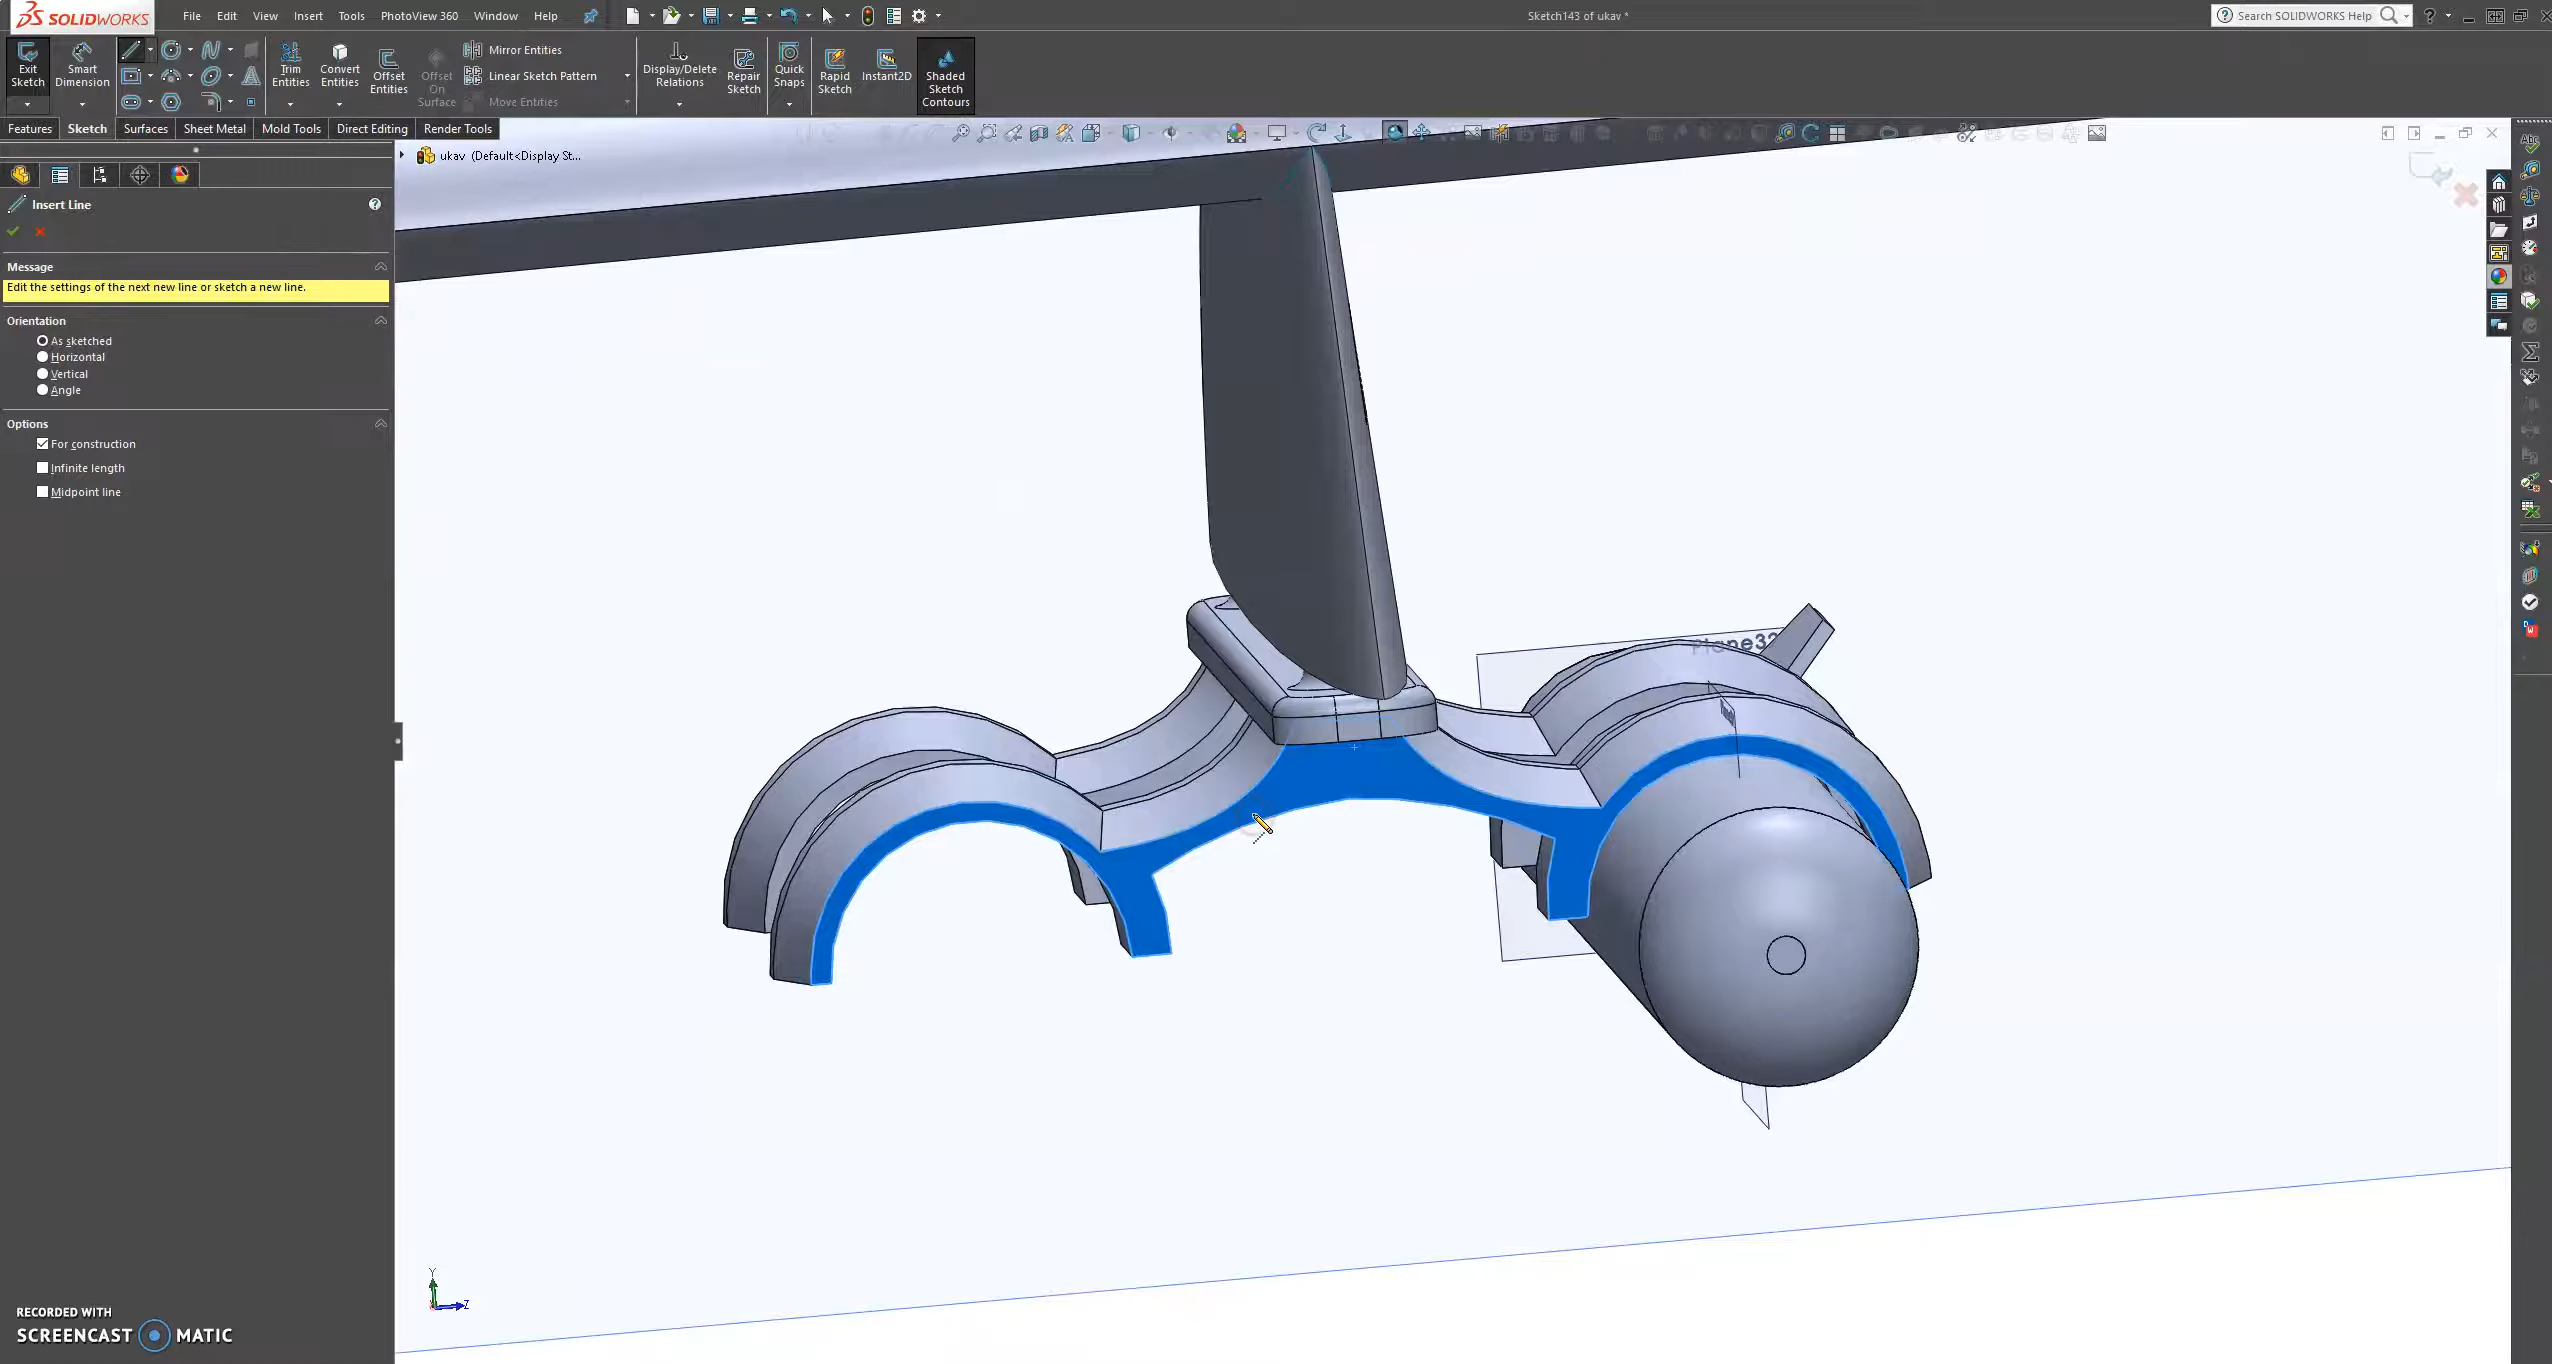 SOLIDWORKS
File Edit View Insert Tools PhotoView 360 Window Help
Sketch143 of ukav *
Search SOLIDWORKS Help
Exit Sketch
Smart Dimension
Trim Entities
Convert Entities
Offset Entities
Offset On Surface
Mirror Entities
Linear Sketch Pattern
Move Entities
Display/Delete Relations
Repair Sketch
Quick Snaps
Rapid Sketch
Instant2D
Shaded Sketch Contours
Features Sketch Surfaces Sheet Metal Mold Tools Direct Editing Render Tools
ukav (Default<Display St...
Insert Line
Message
Edit the settings of the next new line or sketch a new line.
Orientation
As sketched
Horizontal
Vertical
Angle
Options
For construction
Infinite length
Midpoint line
Plane32
Y
Z
RECORDED WITH
SCREENCAST MATIC